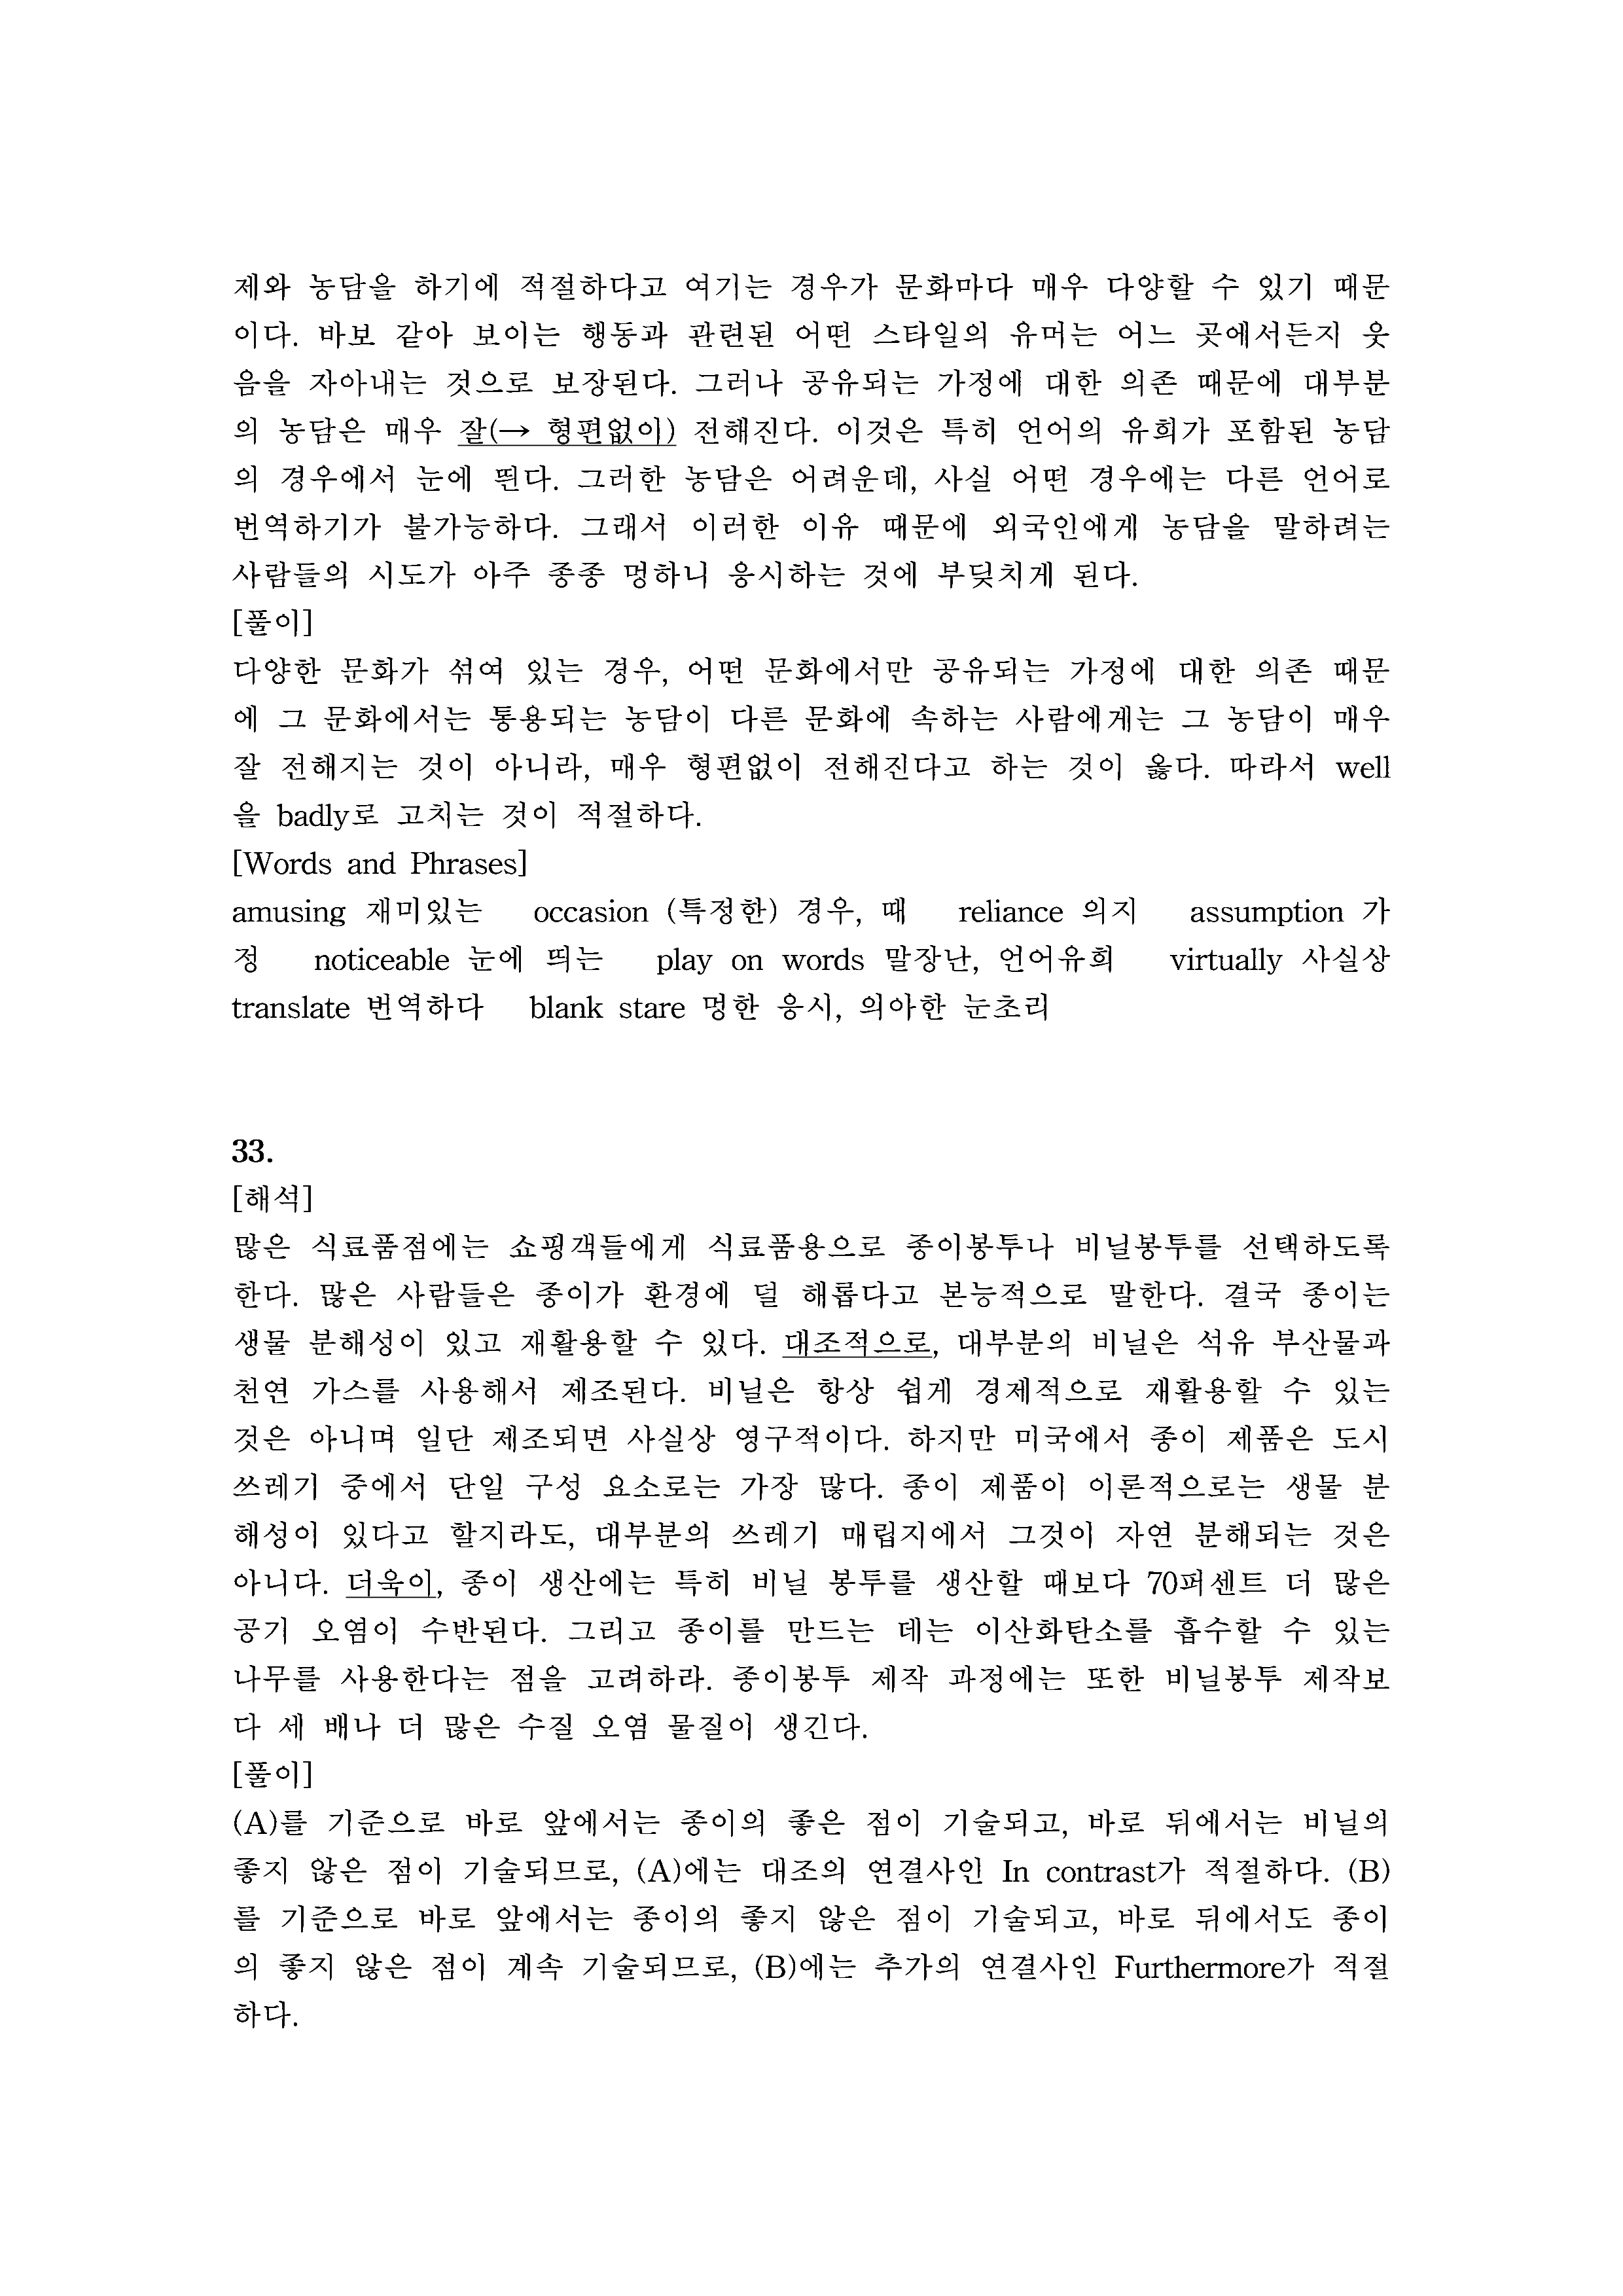 제와 농담을 하기에 적절하다고 여기는 경우가 문화마다 매우 다양할 수 있기 때문
이다. 바보 같아 보이는 행동과 관련된 어떤 스타일의 유머는 어느 곳에서든지 웃
음을 자아내는 것으로 보장된다. 그러나 공유되는 가정에 대한 의존 때문에 대부분
의 농담은 매우 잘(→ 형편없이) 전해진다. 이것은 특히 언어의 유희가 포함된 농담
의 경우에서 눈에 띈다. 그러한 농담은 어려운데, 사실 어떤 경우에는 다른 언어로
번역하기가 불가능하다. 그래서 이러한 이유 때문에 외국인에게 농담을 말하려는
사람들의 시도가 아주 종종 멍하니 응시하는 것에 부딪치게 된다.
[풀이]
다양한 문화가 섞여 있는 경우, 어떤 문화에서만 공유되는 가정에 대한 의존 때문
에 그 문화에서는 통용되는 농담이 다른 문화에 속하는 사람에게는 그 농담이 매우
잘 전해지는 것이 아니라, 매우 형편없이 전해진다고 하는 것이 옳다. 따라서 well
을 badly로 고치는 것이 적절하다.
[Words and Phrases]
amusing 재미있는 occasion (특정한) 경우, 때 reliance 의지 assumption 가
정 noticeable 눈에 띄는 play on words 말장난, 언어유희 virtually 사실상
translate 번역하다 blank stare 멍한 응시, 의아한 눈초리
33.
[해석]
많은 식료품점에는 쇼핑객들에게 식료품용으로 종이봉투나 비닐봉투를 선택하도록
한다. 많은 사람들은 종이가 환경에 덜 해롭다고 본능적으로 말한다. 결국 종이는
생물 분해성이 있고 재활용할 수 있다. 대조적으로, 대부분의 비닐은 석유 부산물과
천연 가스를 사용해서 제조된다. 비닐은 항상 쉽게 경제적으로 재활용할 수 있는
것은 아니며 일단 제조되면 사실상 영구적이다. 하지만 미국에서 종이 제품은 도시
쓰레기 중에서 단일 구성 요소로는 가장 많다. 종이 제품이 이론적으로는 생물 분
해성이 있다고 할지라도, 대부분의 쓰레기 매립지에서 그것이 자연 분해되는 것은
아니다. 더욱이, 종이 생산에는 특히 비닐 봉투를 생산할 때보다 70퍼센트 더 많은
공기 오염이 수반된다. 그리고 종이를 만드는 데는 이산화탄소를 흡수할 수 있는
나무를 사용한다는 점을 고려하라. 종이봉투 제작 과정에는 또한 비닐봉투 제작보
다 세 배나 더 많은 수질 오염 물질이 생긴다.
[풀이]
(A)를 기준으로 바로 앞에서는 종이의 좋은 점이 기술되고, 바로 뒤에서는 비닐의
좋지 않은 점이 기술되므로, (A)에는 대조의 연결사인 In contrast가 적절하다. (B)
를 기준으로 바로 앞에서는 종이의 좋지 않은 점이 기술되고, 바로 뒤에서도 종이
의 좋지 않은 점이 계속 기술되므로, (B)에는 추가의 연결사인 Furthermore가 적절
하다.